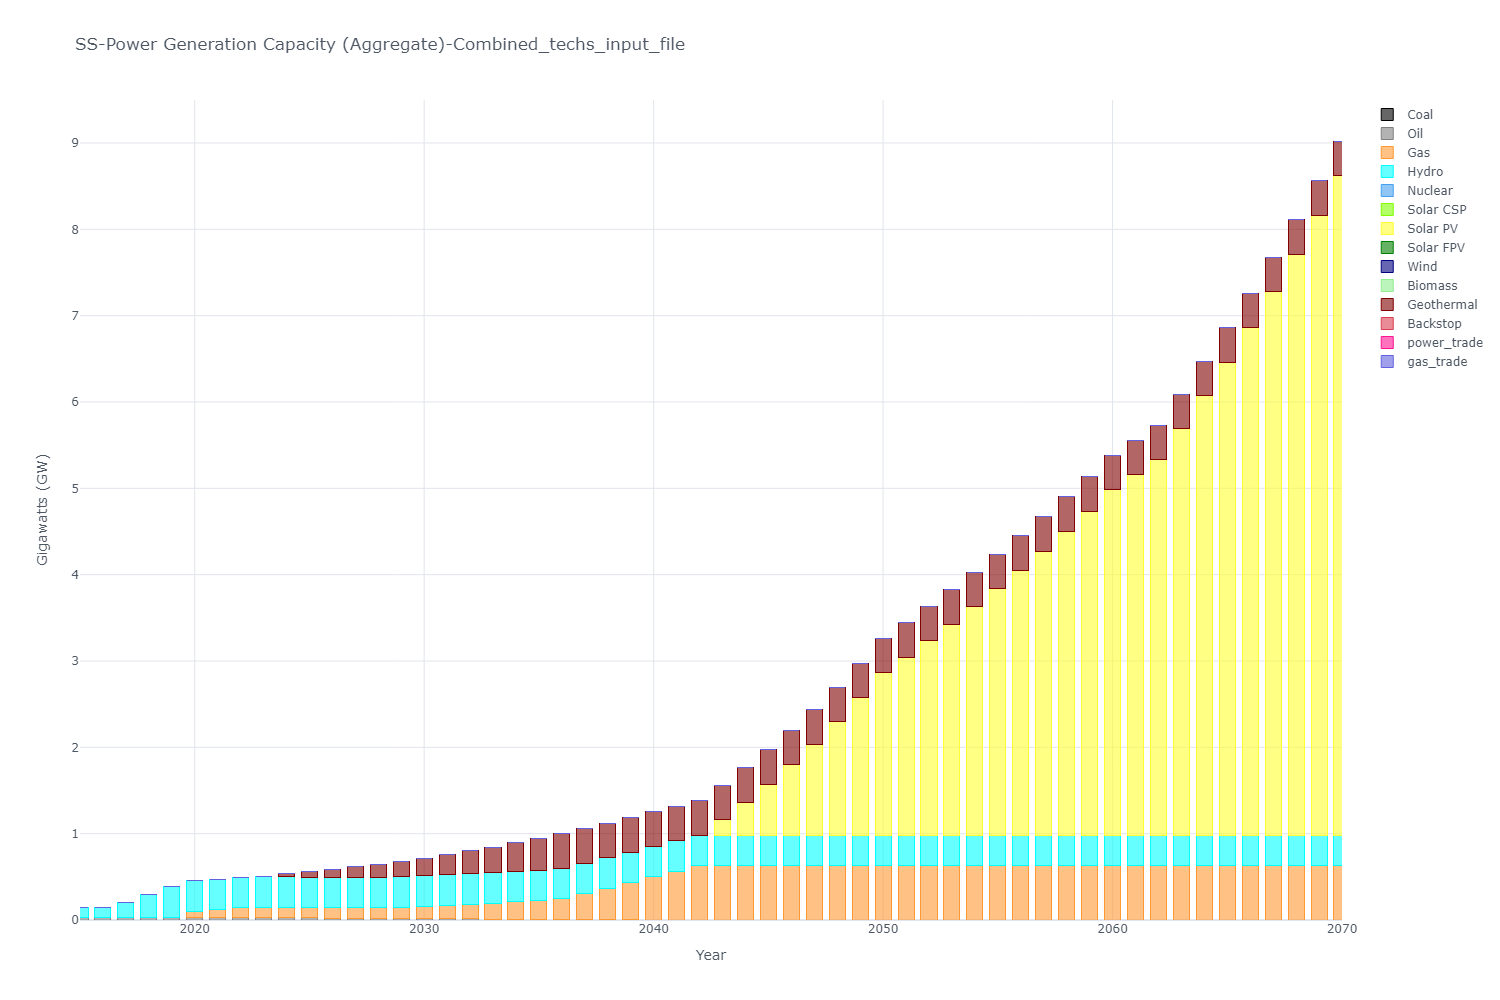 SS-Power Generation Capacity (Aggregate)-Combined_techs_input_file
Coal
Oil
Gas
Hydro
Nuclear
Solar CSP
Solar PV
Solar FPV
Wind
Biomass
Geothermal
Backstop
power_trade
gas_trade
9
8
7
6
5
4
3
2
1
0
Gigawatts (GW)
2020
2030
2040
2050
2060
2070
Year